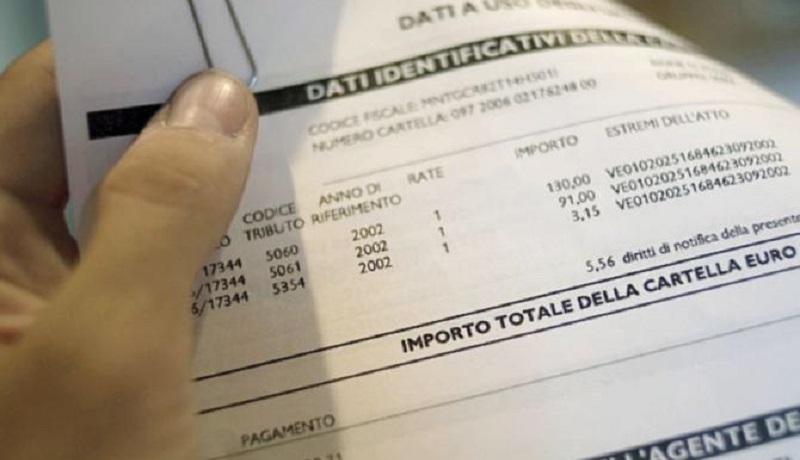 DATI A USO
DATI IDENTIFICATIVI DELLA
CODICE FISCALE:
NUMERO CARTELLA: 097 2006 02176248 00
IMPORTO ESTREMI DELL'ATTO
CODICE TRIBUTO ANNO DI RIFERIMENTO RATE
17344 5060 2002 1 130,00 VE01020251684623092002
/17344 5061 2002 1 91,00 VE01020251684623092002
6/17344 5354 2002 1 3,15 VE01020251684623092002
5,56 diritti di notifica della presente
IMPORTO TOTALE DELLA CARTELLA EURO
PAGAMENTO
L'AGENTE DE